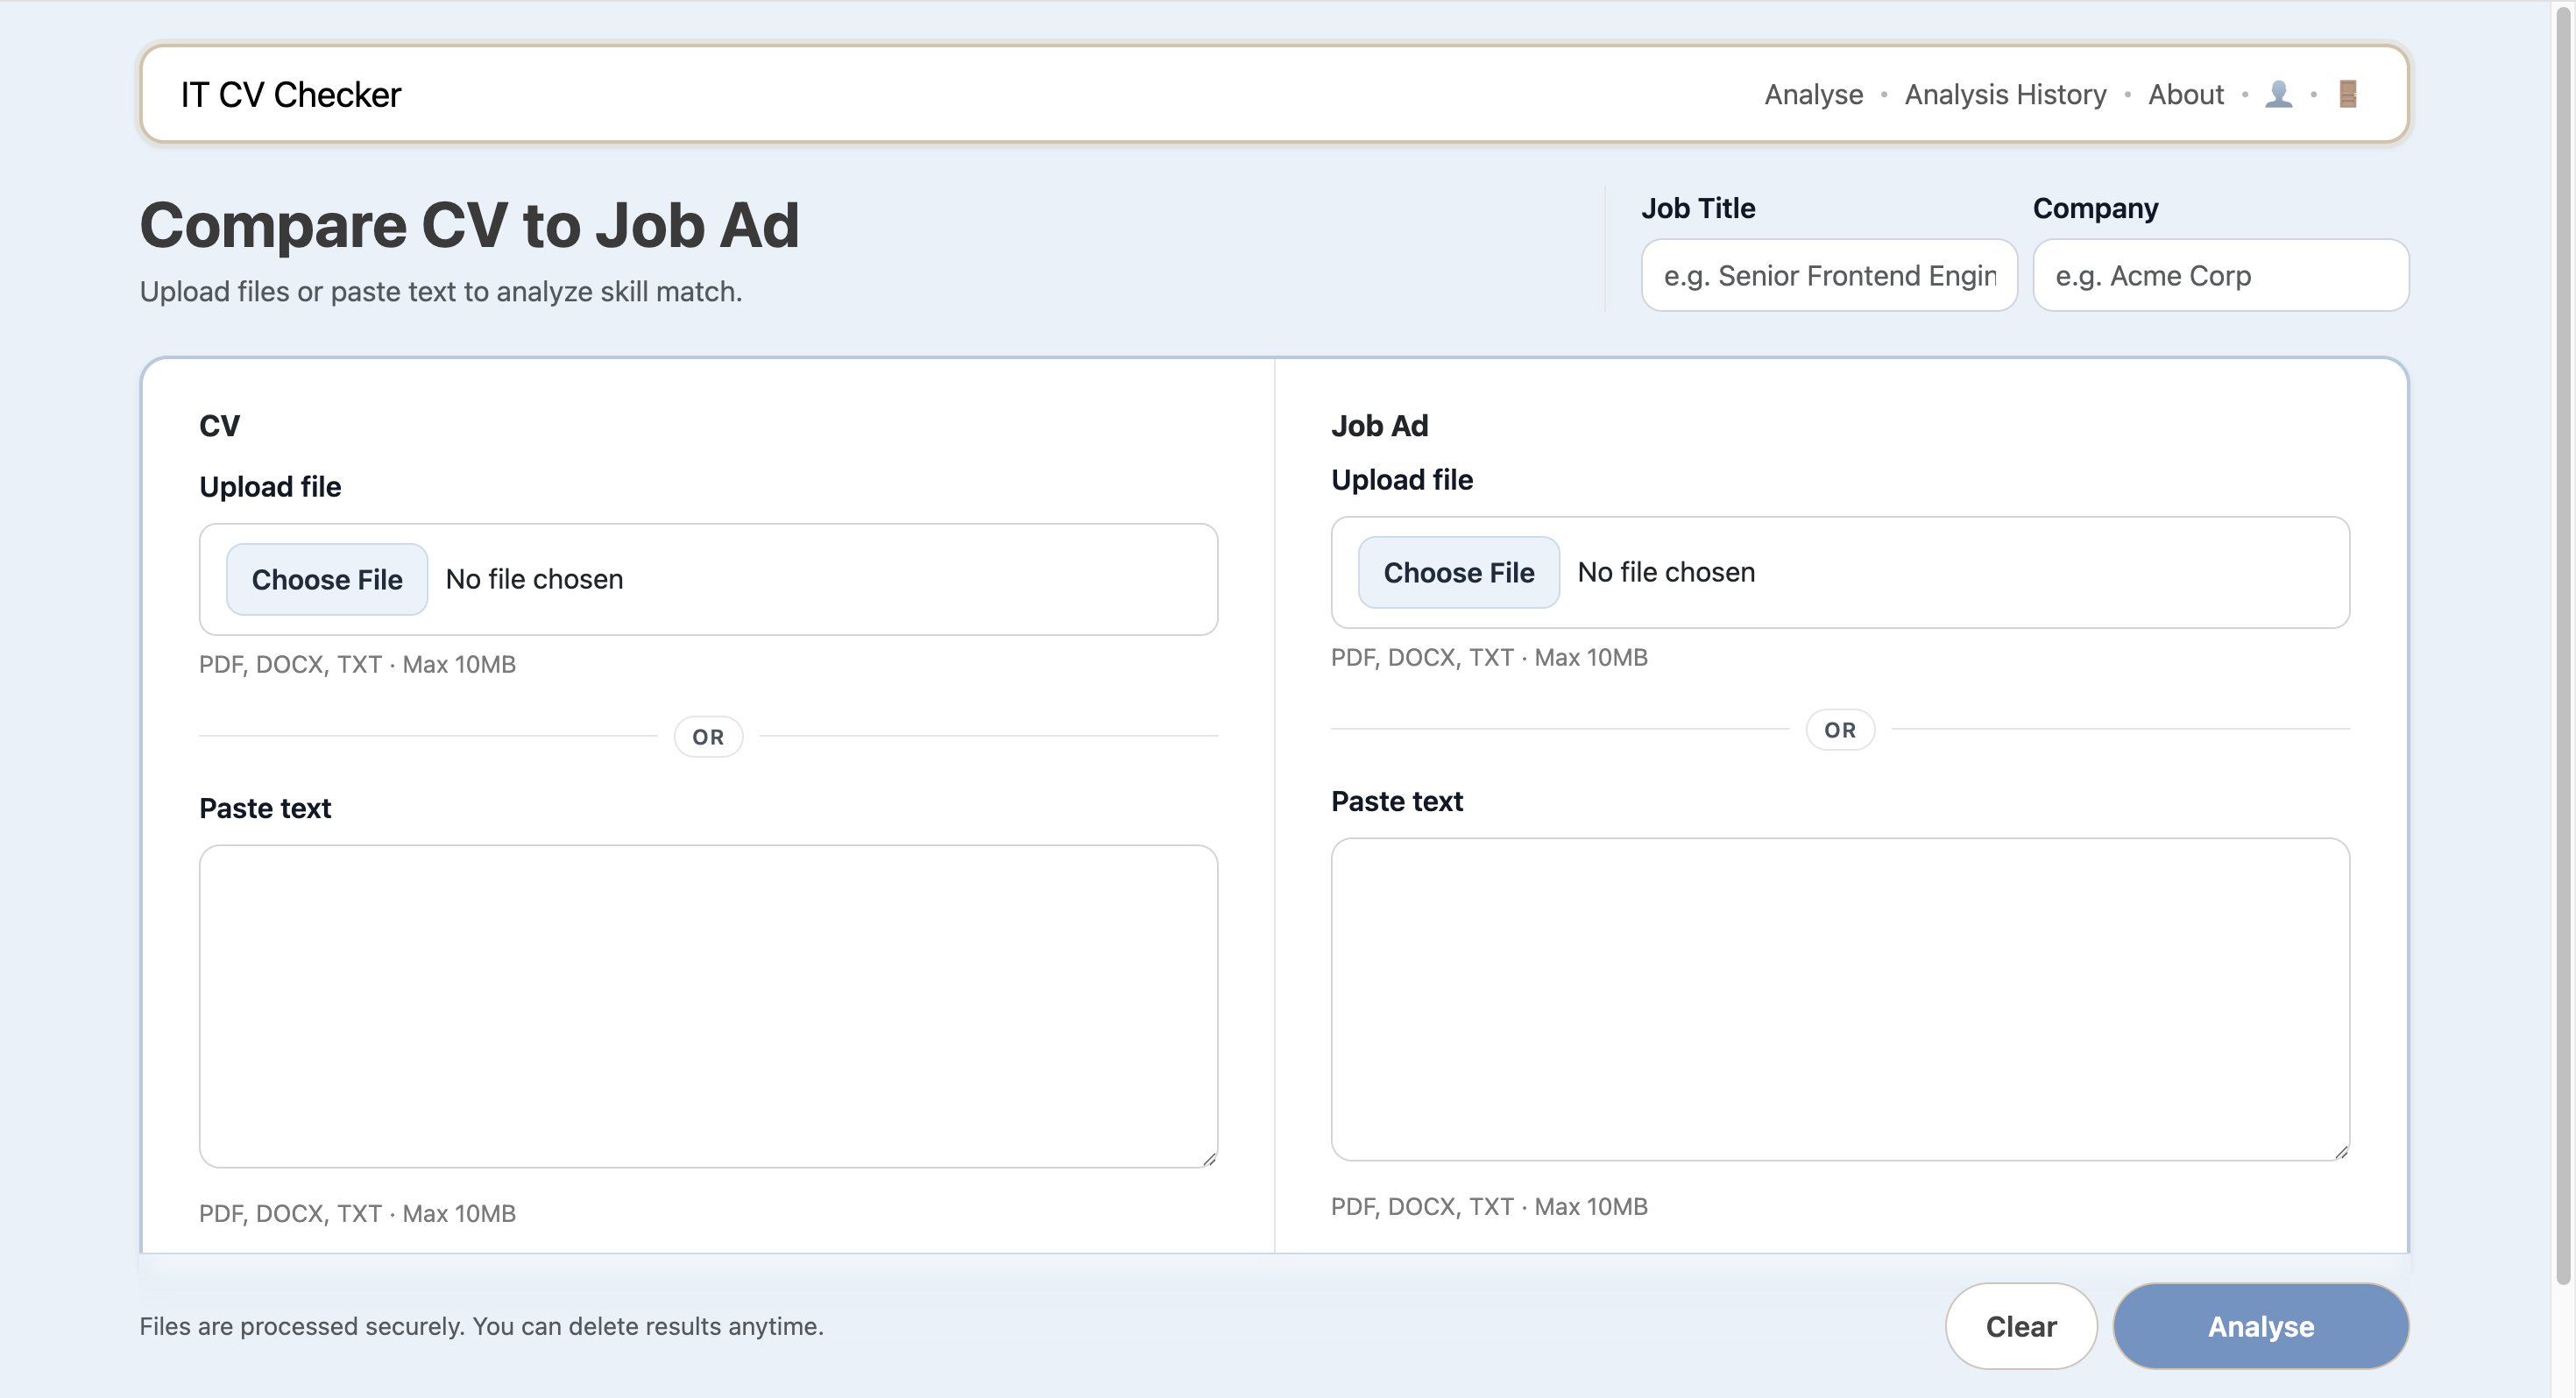 IT CV Checker
Analyse • Analysis History • About • •
Compare CV to Job Ad
Upload files or paste text to analyze skill match.
Job Title
e.g. Senior Frontend Engin
Company
e.g. Acme Corp
CV
Upload file
Choose File No file chosen
PDF, DOCX, TXT · Max 10MB
OR
Paste text
PDF, DOCX, TXT · Max 10MB
Job Ad
Upload file
Choose File No file chosen
PDF, DOCX, TXT · Max 10MB
OR
Paste text
PDF, DOCX, TXT · Max 10MB
Files are processed securely. You can delete results anytime.
Clear
Analyse